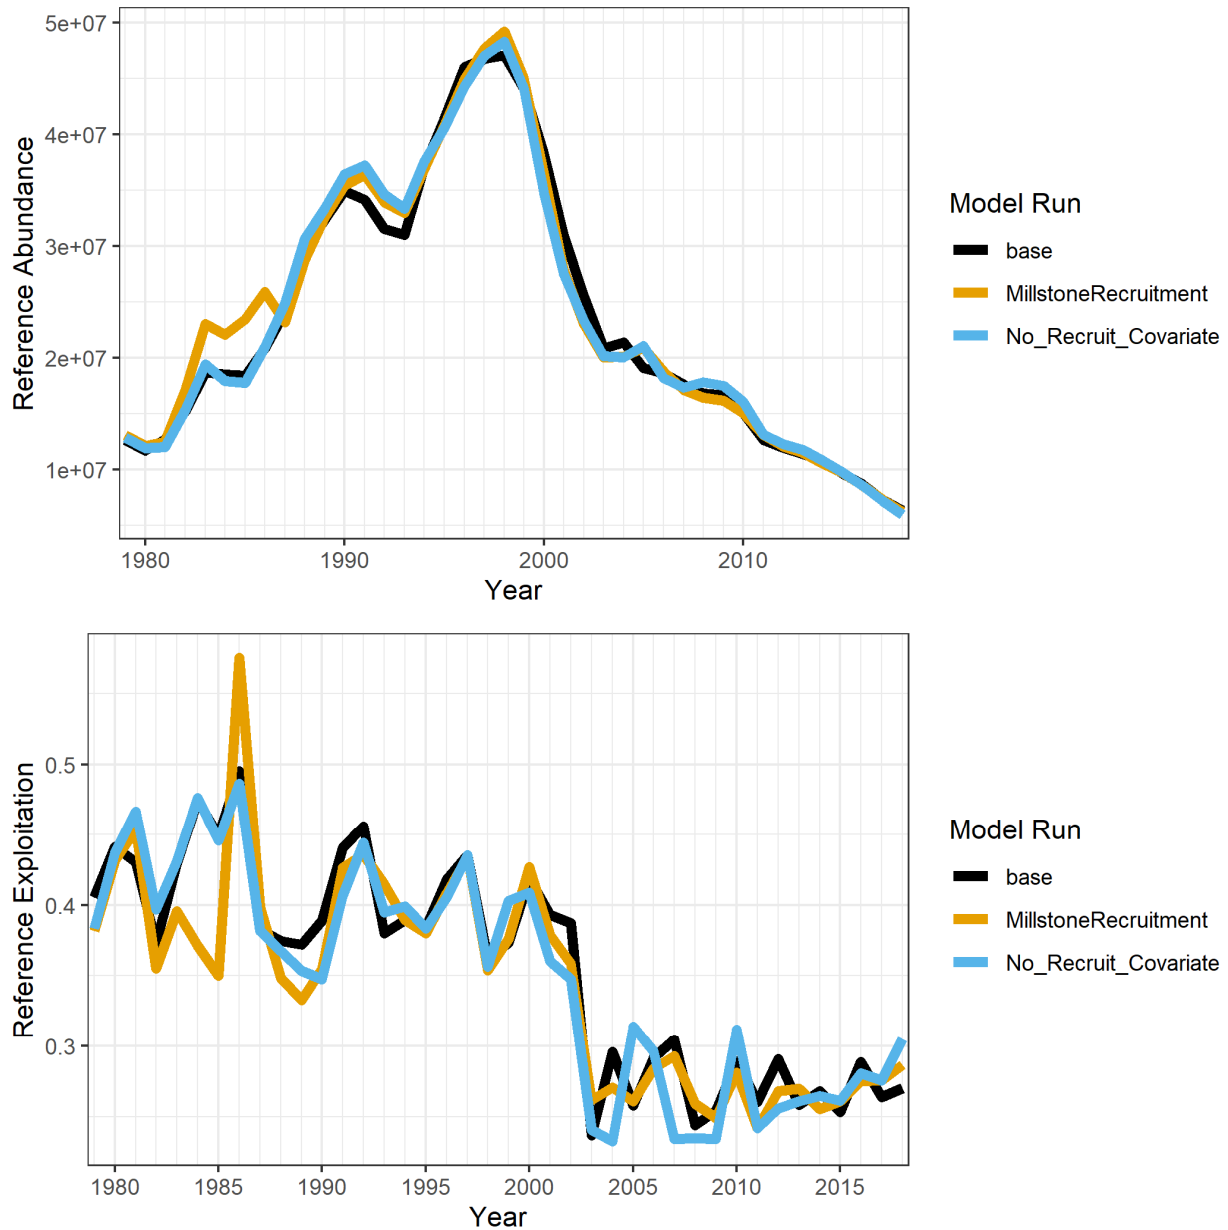 5e+07
4e+07
3e+07
2e+07
1e+07
Reference Abundance
1980 1990 2000 2010
Year
Model Run
base
MillstoneRecruitment
No_Recruit_Covariate
0.5
0.4
0.3
Reference Exploitation
1980 1985 1990 1995 2000 2005 2010 2015
Year
Model Run
base
MillstoneRecruitment
No_Recruit_Covariate